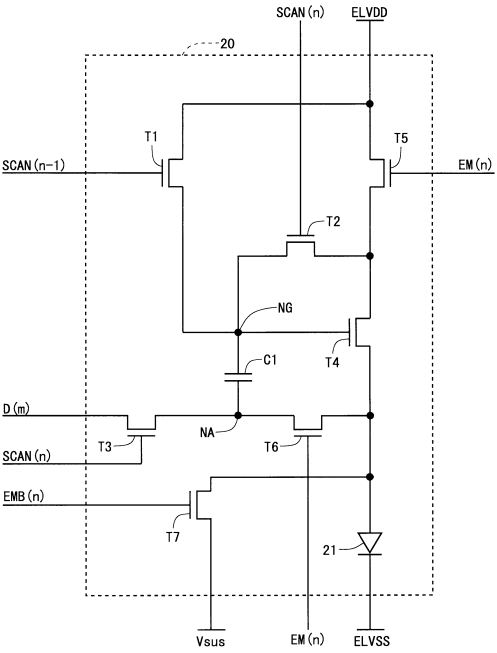 SCAN(n)
ELVDD
20
T1
T5
SCAN(n-1)
EM(n)
T2
NG
T4
C1
D(m)
T3
NA
T6
SCAN(n)
EMB(n)
T7
21
Vsus
EM(n)
ELVSS